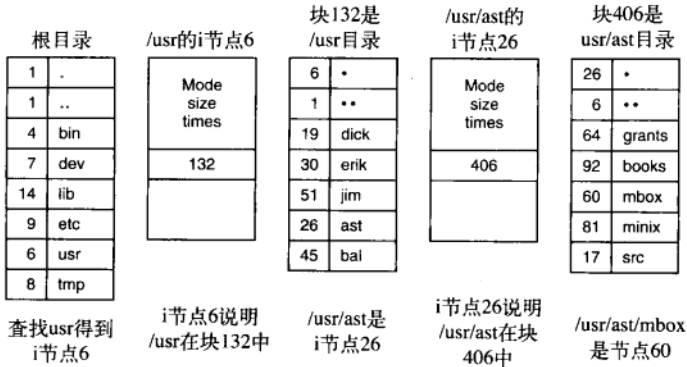 根目录
1 .
1 ..
4 bin
7 dev
14 lib
9 etc
6 usr
8 tmp
查找usr得到
i节点6
/usr的i节点6
Mode
size
times
132
i节点6说明
/usr在块132中
块132是
/usr目录
6 •
1 ••
19 dick
30 erik
51 jim
26 ast
45 bal
/usr/ast是
i节点26
/usr/ast的
i节点26
Mode
size
times
406
i节点26说明
/usr/ast在块
406中
块406是
usr/ast目录
26 •
6 ••
64 grants
92 books
60 mbox
81 minix
17 src
/usr/ast/mbox
是节点60